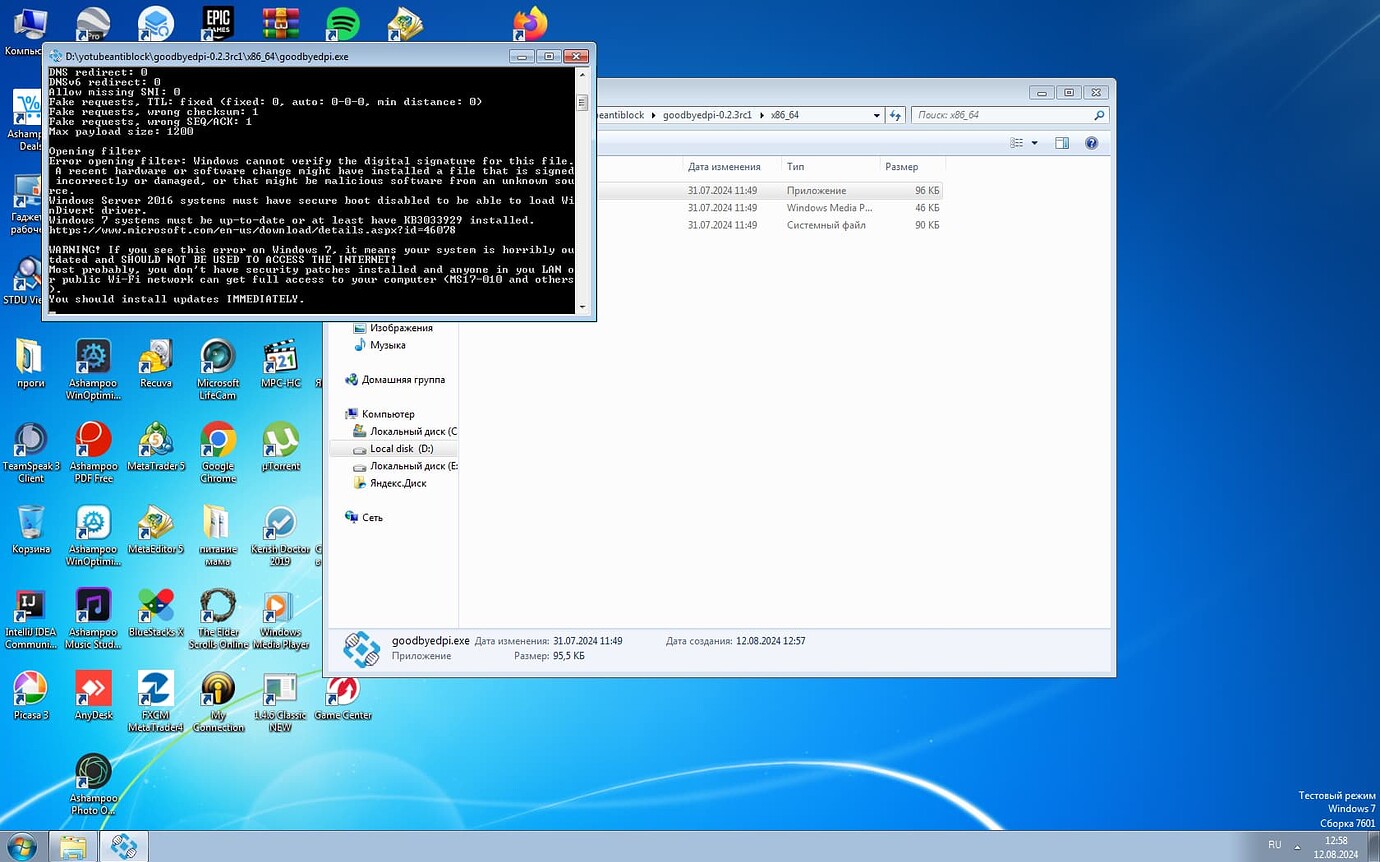 Pro
EPIC
GAMES
Компь
D:\yotubeantiblock\goodbyedpi-0.2.3rc1\x86_64\goodbyedpi.exe
DNS redirect: 0
DNSv6 redirect: 0
Allow missing SNI: 0
Fake requests, TTL: fixed (fixed: 0, auto: 0-0-0, min distance: 0)
Fake requests, wrong checksum: 1
Fake requests, wrong SEQ/ACK: 1
Max payload size: 1200
Opening filter
Error opening filter: Windows cannot verify the digital signature for this file.
A recent hardware or software change might have installed a file that is signed
incorrectly or damaged, or that might be malicious software from an unknown sou
rce.
Windows Server 2016 systems must have secure boot disabled to be able to load Wi
nDivert driver.
Windows 7 systems must be up-to-date or at least have KB3033929 installed.
https://www.microsoft.com/en-us/download/details.aspx?id=46078
WARNING! If you see this error on Windows 7, it means your system is horribly ou
tdated and SHOULD NOT BE USED TO ACCESS THE INTERNET!
Most probably, you don't have security patches installed and anyone in you LAN o
r public Wi-Fi network can get full access to your computer (MS17-010 and others
).
You should install updates IMMEDIATELY.
eantiblock goodbyedpi-0.2.3rc1 x86_64
Поиск: x86_64
Дата изменения Тип Размер
31.07.2024 11:49 Приложение 96 КБ
31.07.2024 11:49 Windows Media P... 46 КБ
31.07.2024 11:49 Системный файл 90 КБ
Изображения
Музыка
Домашняя группа
Компьютер
Локальный диск (C
Local disk (D:)
Локальный диск (E:
Яндекс.Диск
Сеть
goodbyedpi.exe Дата изменения: 31.07.2024 11:49 Дата создания: 12.08.2024 12:57
Приложение Размер: 95,5 КБ
Ashamp
Deals
Гаджет
рабоче
STDU Vie
проги
Ashampoo
WinOptimi...
Recuva
Microsoft
LifeCam
MPC-HC
Я
TeamSpeak 3
Client
Ashampoo
PDF Free
MetaTrader 5
Google
Chrome
µTorrent
Корзина
Ashampoo
WinOptimi...
MetaEditor 5
питание
мама
Kerish Doctor
2019
IntelliJ IDEA
Communi...
Ashampoo
Music Stud...
BlueStacks X
The Elder
Scrolls Online
Windows
Media Player
Picasa 3
AnyDesk
FXCM
MetaTrader4
My
Connection
1.4.6 Classic
NEW
Game Center
Ashampoo
Photo O...
Тестовый режим
Windows 7
Сборка 7601
RU
12:58
12.08.2024